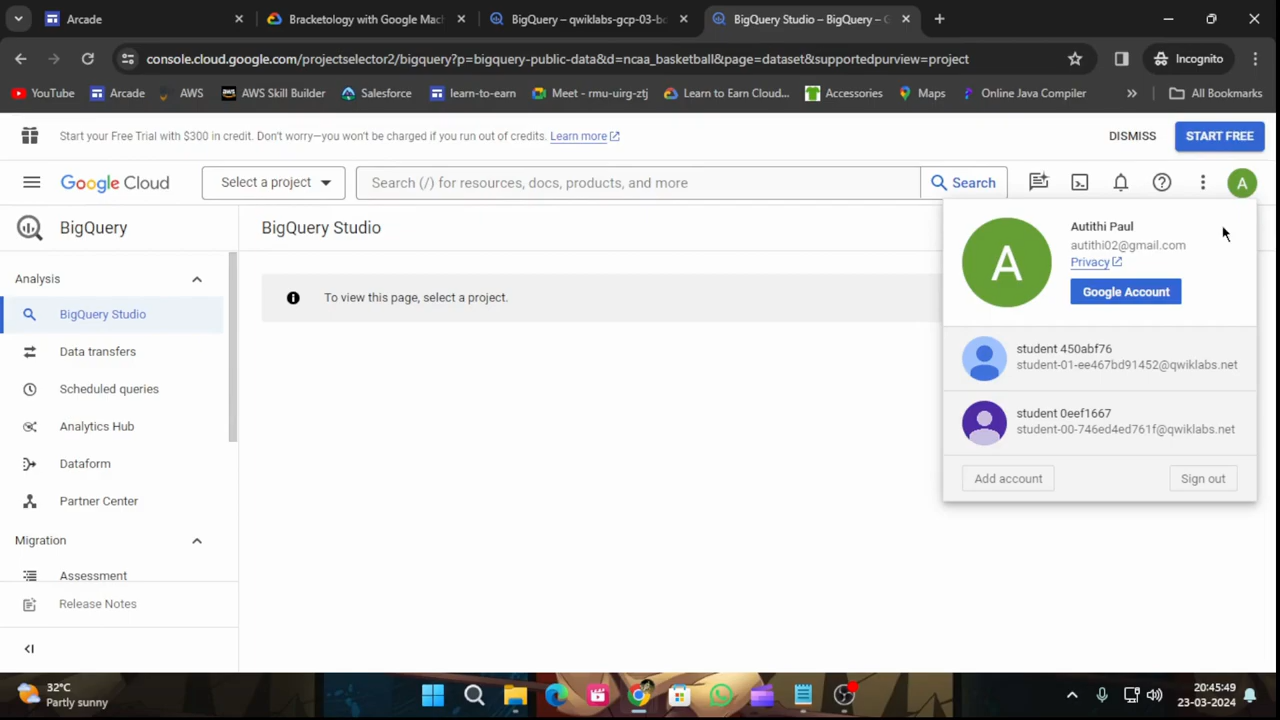 Arcade
Bracketology with Google Mac
BigQuery – qwiklabs-gcp-03-bc
BigQuery Studio – BigQuery – G
console.cloud.google.com/projectselector2/bigquery?p=bigquery-public-data&d=ncaa_basketball&page=dataset&supportedpurview=project
Incognito
YouTube
Arcade
AWS
AWS Skill Builder
Salesforce
learn-to-earn
Meet - rmu-uirg-ztj
Learn to Earn Cloud...
Accessories
Maps
Online Java Compiler
All Bookmarks
Start your Free Trial with $300 in credit. Don't worry—you won't be charged if you run out of credits. Learn more
DISMISS
START FREE
Google Cloud
Select a project
Search (/) for resources, docs, products, and more
Search
A
BigQuery
BigQuery Studio
Analysis
BigQuery Studio
Data transfers
Scheduled queries
Analytics Hub
Dataform
Partner Center
Migration
Assessment
Release Notes
To view this page, select a project.
A
Autithi Paul
autithi02@gmail.com
Privacy
Google Account
student 450abf76
student-01-ee467bd91452@qwiklabs.net
student 0eef1667
student-00-746ed4ed761f@qwiklabs.net
Add account
Sign out
32°C
Partly sunny
20:45:49
23-03-2024